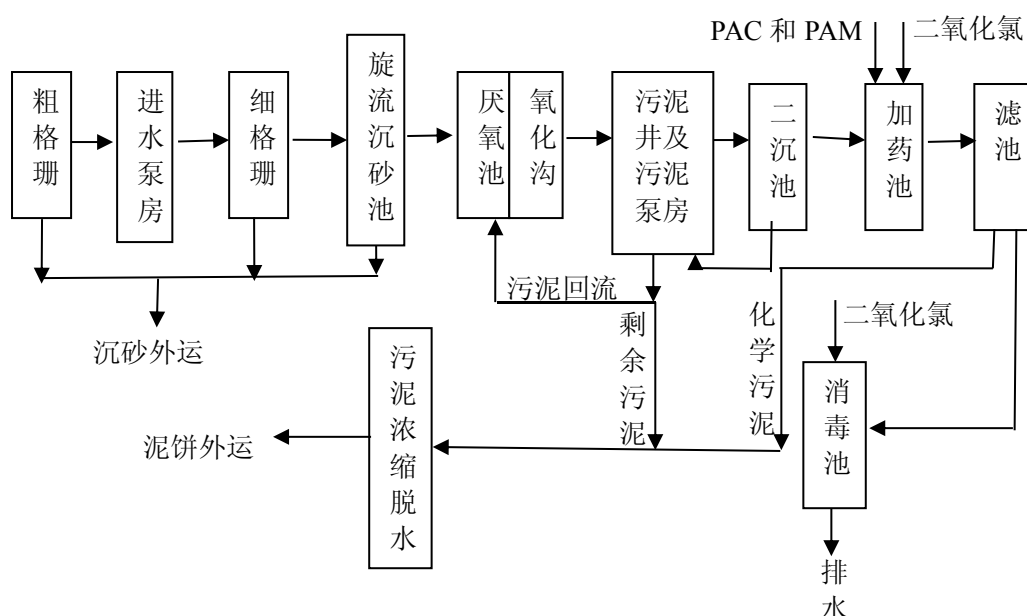 PAC 和 PAM
二氧化氯
粗格珊
进水泵房
细格珊
旋流沉砂池
厌氧池
氧化沟
污泥井及污泥泵房
二沉池
加药池
滤池
污泥回流
剩余污泥
化学污泥
二氧化氯
沉砂外运
污泥浓缩脱水
消毒池
泥饼外运
排水